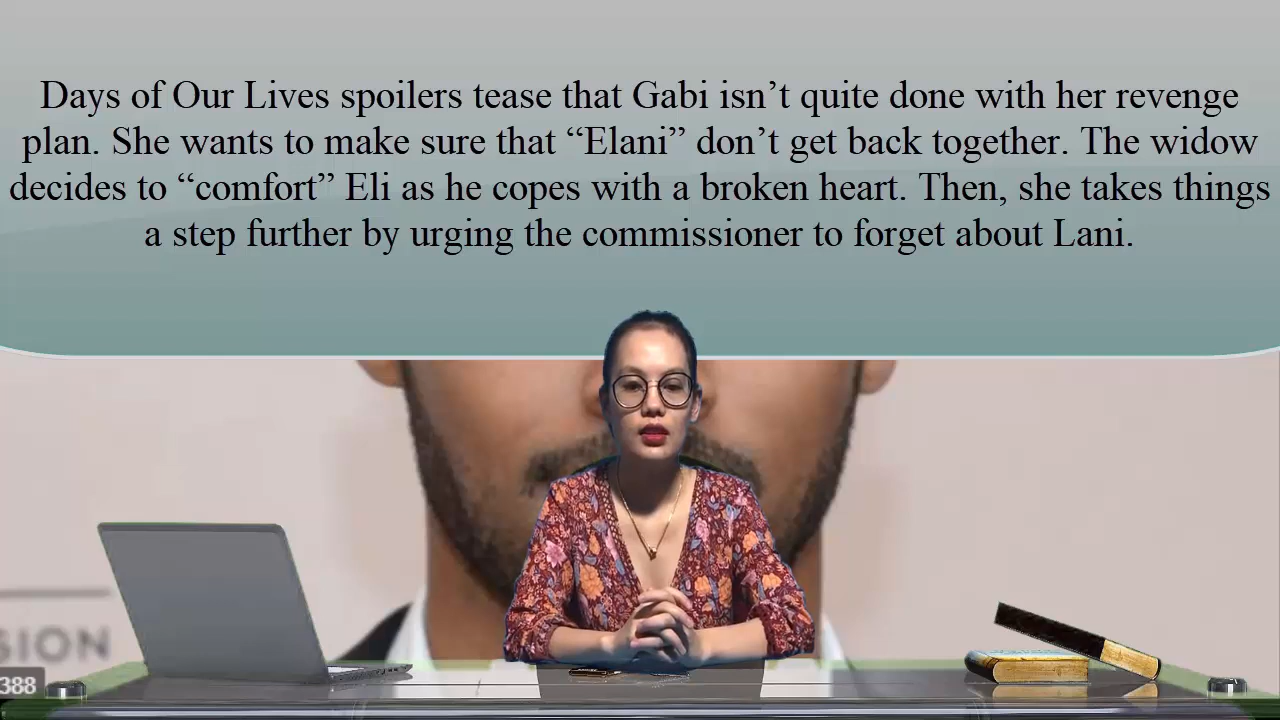 Days of Our Lives spoilers tease that Gabi isn’t quite done with her revenge
plan. She wants to make sure that “Elani” don’t get back together. The widow
decides to “comfort” Eli as he copes with a broken heart. Then, she takes things
a step further by urging the commissioner to forget about Lani.
SION
388